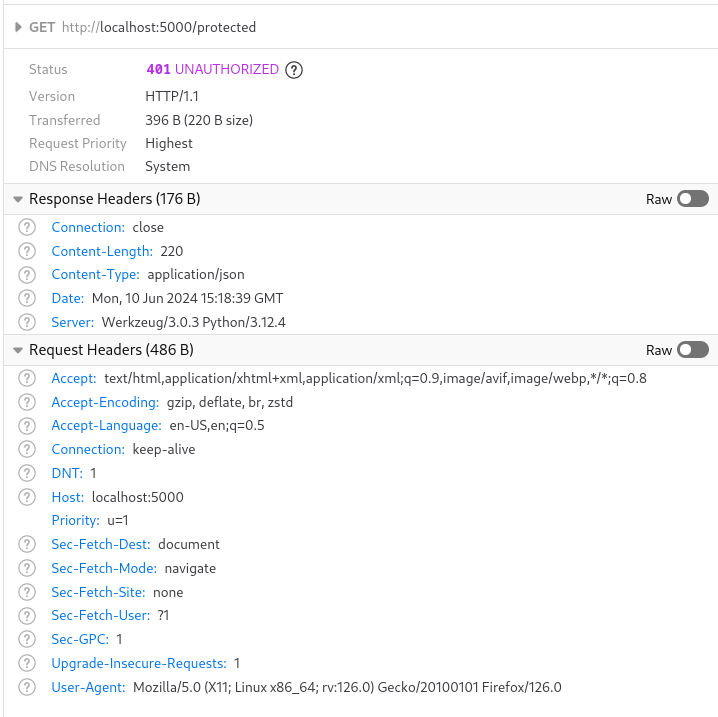 GET http://localhost:5000/protected
Status 401 UNAUTHORIZED ?
Version HTTP/1.1
Transferred 396 B (220 B size)
Request Priority Highest
DNS Resolution System
Response Headers (176 B) Raw
? Connection: close
? Content-Length: 220
? Content-Type: application/json
? Date: Mon, 10 Jun 2024 15:18:39 GMT
? Server: Werkzeug/3.0.3 Python/3.12.4
Request Headers (486 B) Raw
? Accept: text/html,application/xhtml+xml,application/xml;q=0.9,image/avif,image/webp,*/*;q=0.8
? Accept-Encoding: gzip, deflate, br, zstd
? Accept-Language: en-US,en;q=0.5
? Connection: keep-alive
? DNT: 1
? Host: localhost:5000
Priority: u=1
? Sec-Fetch-Dest: document
? Sec-Fetch-Mode: navigate
? Sec-Fetch-Site: none
? Sec-Fetch-User: ?1
? Sec-GPC: 1
? Upgrade-Insecure-Requests: 1
? User-Agent: Mozilla/5.0 (X11; Linux x86_64; rv:126.0) Gecko/20100101 Firefox/126.0